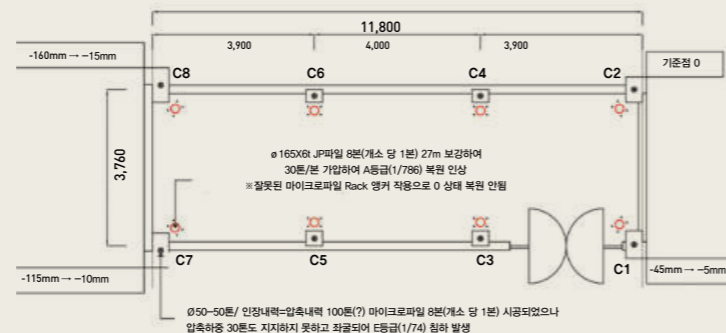 11,800
3,900
4,000
3,900
-160mm → -15mm
기준점 0
C8
C6
C4
C2
ø165X6t JP파일 8본(개소 당 1본) 27m 보강하여
30톤/본 가압하여 A등급(1/786) 복원 인상
※잘못된 마이크로파일 Rack 앵커 작용으로 0 상태 복원 안됨
3,760
C7
C5
C3
C1
-115mm → -10mm
-45mm → -5mm
Ø50-50톤/ 인장내력=압축내력 100톤(?) 마이크로파일 8본(개소 당 1본) 시공되었으나
압축하중 30톤도 지지하지 못하고 좌굴되어 E등급(1/74) 침하 발생